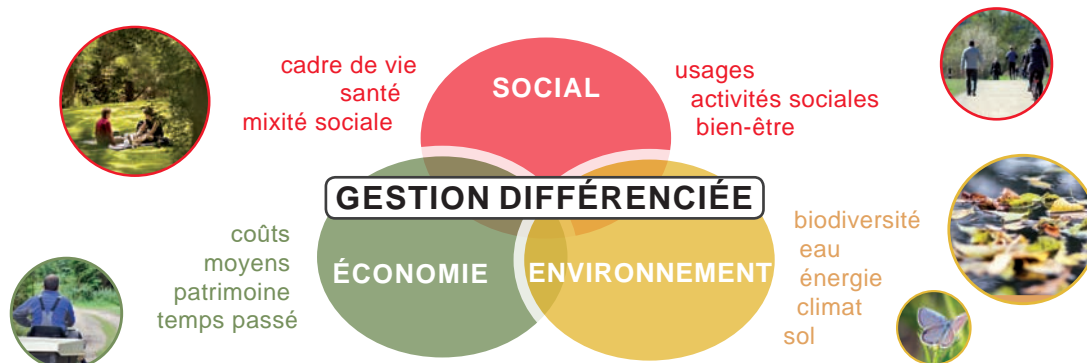 cadre de vie
santé
mixité sociale
SOCIAL
usages
activités sociales
bien-être
GESTION DIFFÉRENCIÉE
coûts
moyens
patrimoine
temps passé
ÉCONOMIE
ENVIRONNEMENT
biodiversité
eau
énergie
climat
sol